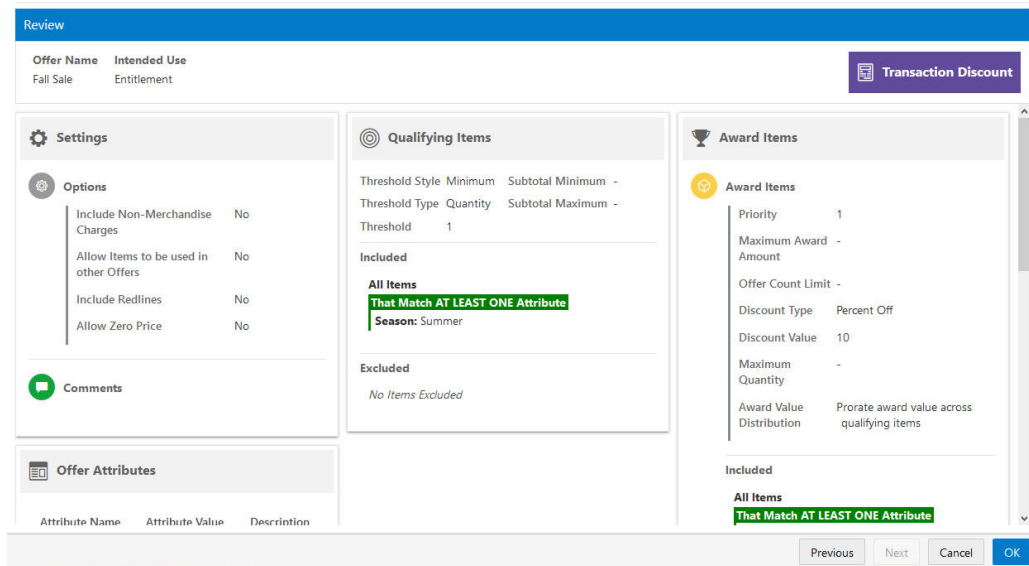 Review
Offer Name Intended Use
Fall Sale Entitlement
Transaction Discount
Settings
Options
Include Non-Merchandise No
Charges
Allow Items to be used in No
other Offers
Include Redlines No
Allow Zero Price No
Comments
Offer Attributes
Attribute Name Attribute Value Description
Qualifying Items
Threshold Style Minimum Subtotal Minimum -
Threshold Type Quantity Subtotal Maximum -
Threshold 1
Included
All Items
That Match AT LEAST ONE Attribute
Season: Summer
Excluded
No Items Excluded
Award Items
Award Items
Priority 1
Maximum Award -
Amount
Offer Count Limit -
Discount Type Percent Off
Discount Value 10
Maximum -
Quantity
Award Value Prorate award value across
Distribution qualifying items
Included
All Items
That Match AT LEAST ONE Attribute
Previous Next Cancel OK